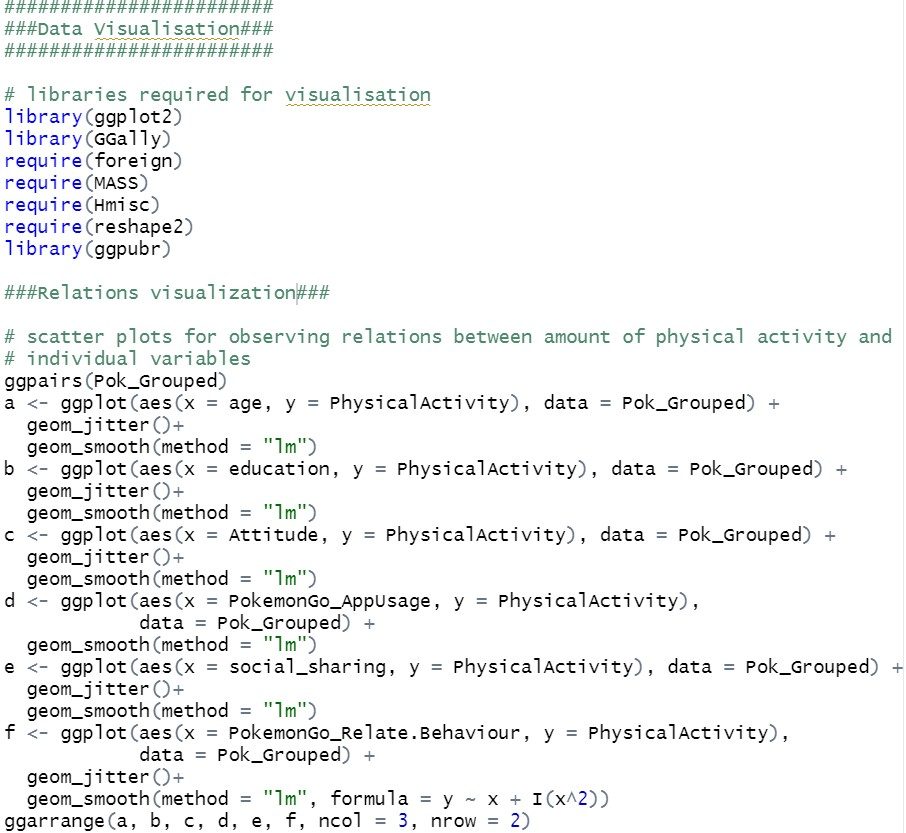 ########################
###Data Visualisation###
########################
# libraries required for visualisation
library(ggplot2)
library(GGally)
require(foreign)
require(MASS)
require(Hmisc)
require(reshape2)
library(ggpubr)
###Relations visualization###
# scatter plots for observing relations between amount of physical activity and
# individual variables
ggpairs(Pok_Grouped)
a <- ggplot(aes(x = age, y = PhysicalActivity), data = Pok_Grouped) +
  geom_jitter()+
  geom_smooth(method = "lm")
b <- ggplot(aes(x = education, y = PhysicalActivity), data = Pok_Grouped) +
  geom_jitter()+
  geom_smooth(method = "lm")
c <- ggplot(aes(x = Attitude, y = PhysicalActivity), data = Pok_Grouped) +
  geom_jitter()+
  geom_smooth(method = "lm")
d <- ggplot(aes(x = PokemonGo_AppUsage, y = PhysicalActivity),
            data = Pok_Grouped) +
  geom_smooth(method = "lm")
e <- ggplot(aes(x = social_sharing, y = PhysicalActivity), data = Pok_Grouped) +
  geom_jitter()+
  geom_smooth(method = "lm")
f <- ggplot(aes(x = PokemonGo_Relate.Behaviour, y = PhysicalActivity),
            data = Pok_Grouped) +
  geom_jitter()+
  geom_smooth(method = "lm", formula = y ~ x + I(x^2))
ggarrange(a, b, c, d, e, f, ncol = 3, nrow = 2)